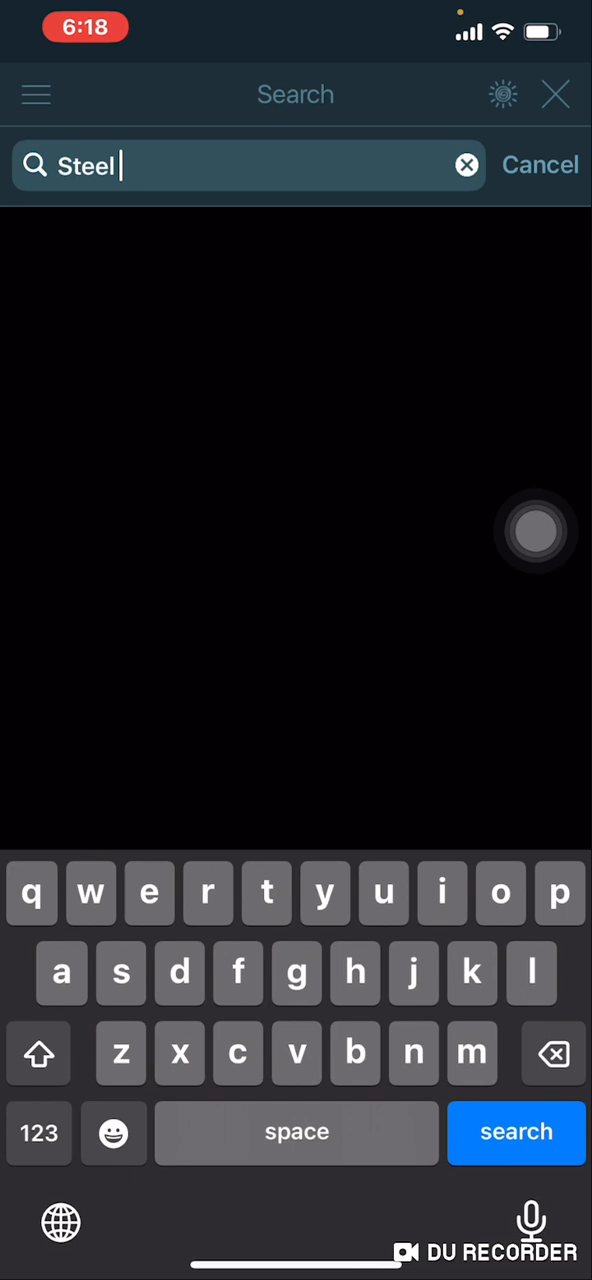 6:18
Search
Steel
Cancel
q w e r t y u i o p
a s d f g h j k l
z x c v b n m
123 space search
DU RECORDER